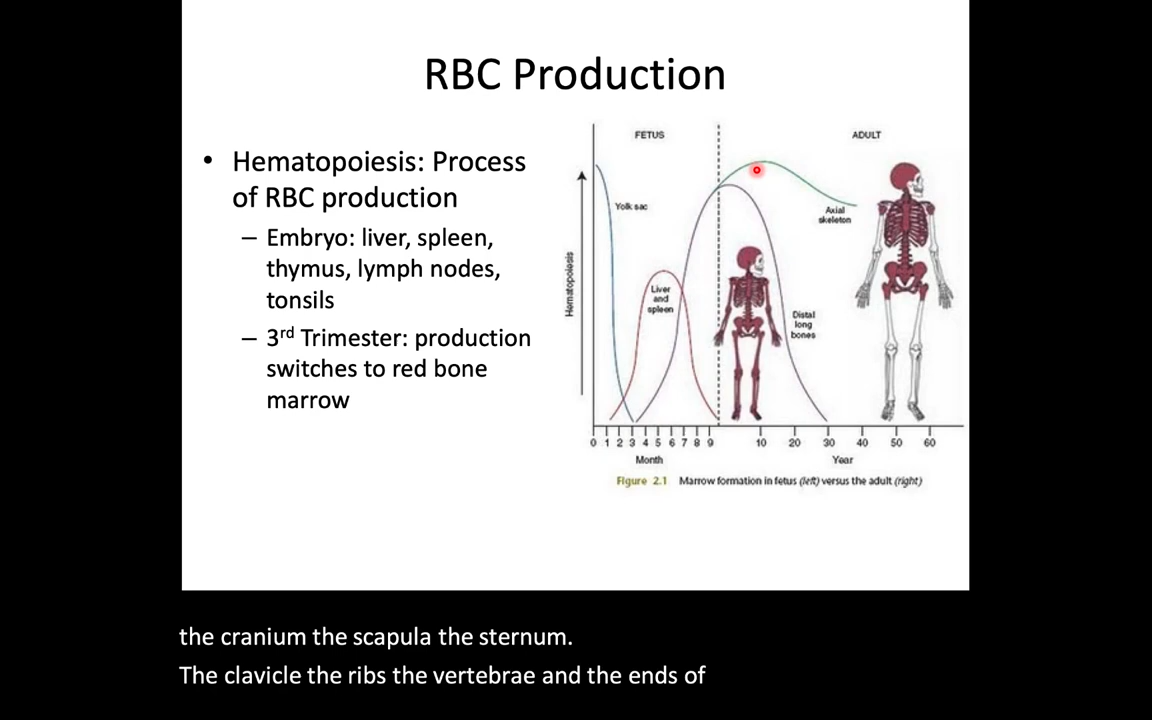 RBC Production
• Hematopoiesis: Process
of RBC production
– Embryo: liver, spleen,
thymus, lymph nodes,
tonsils
– 3rd Trimester: production
switches to red bone
marrow
FETUS
ADULT
Yolk sac
Axial
skeleton
Hematopoiesis
Liver
and
spleen
Distal
long
bones
0 1 2 3 4 5 6 7 8 9 10 20 30 40 50 60
Month Year
Figure 2.1 Marrow formation in fetus (left) versus the adult (right)
the cranium the scapula the sternum.
The clavicle the ribs the vertebrae and the ends of